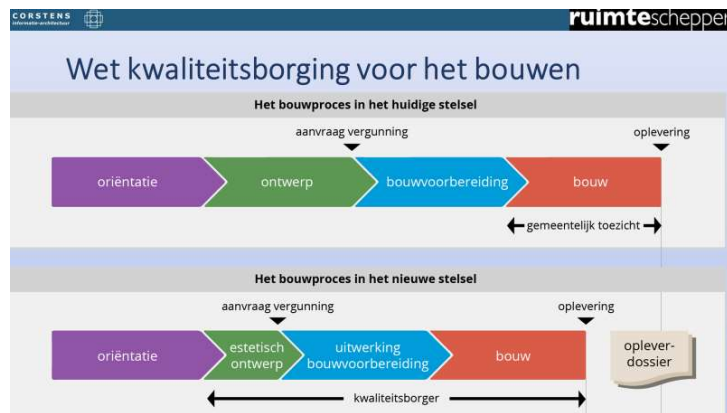 CORSTENS
informatie-architectuur
ruimteschepper
Wet kwaliteitsborging voor het bouwen
Het bouwproces in het huidige stelsel
aanvraag vergunning
oplevering
oriëntatie
ontwerp
bouwvoorbereiding
bouw
gemeentelijk toezicht
Het bouwproces in het nieuwe stelsel
aanvraag vergunning
oplevering
oriëntatie
estetisch
ontwerp
uitwerking
bouwvoorbereiding
bouw
oplever-
dossier
kwaliteitsborger